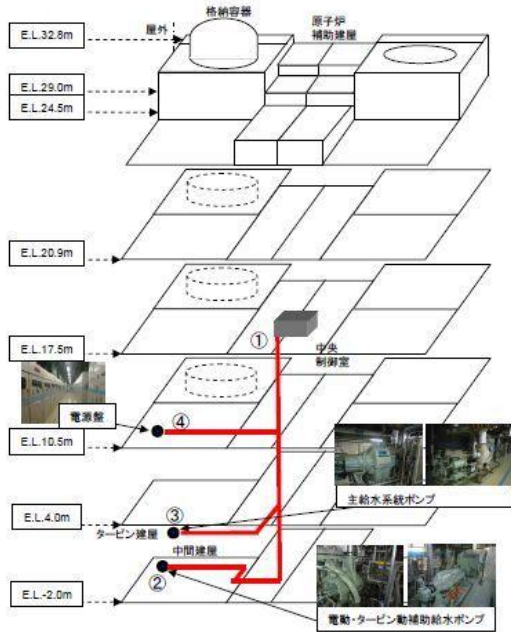 格納容器
E.L.32.8m
屋外
原子炉
補助建屋
E.L.29.0m
E.L.24.5m
E.L.20.9m
①
E.L.17.5m
中央
制御室
④
電源盤
E.L.10.5m
主給水系統ポンプ
③
E.L.4.0m
タービン建屋
中間建屋
②
E.L.-2.0m
電動・タービン動補助給水ポンプ